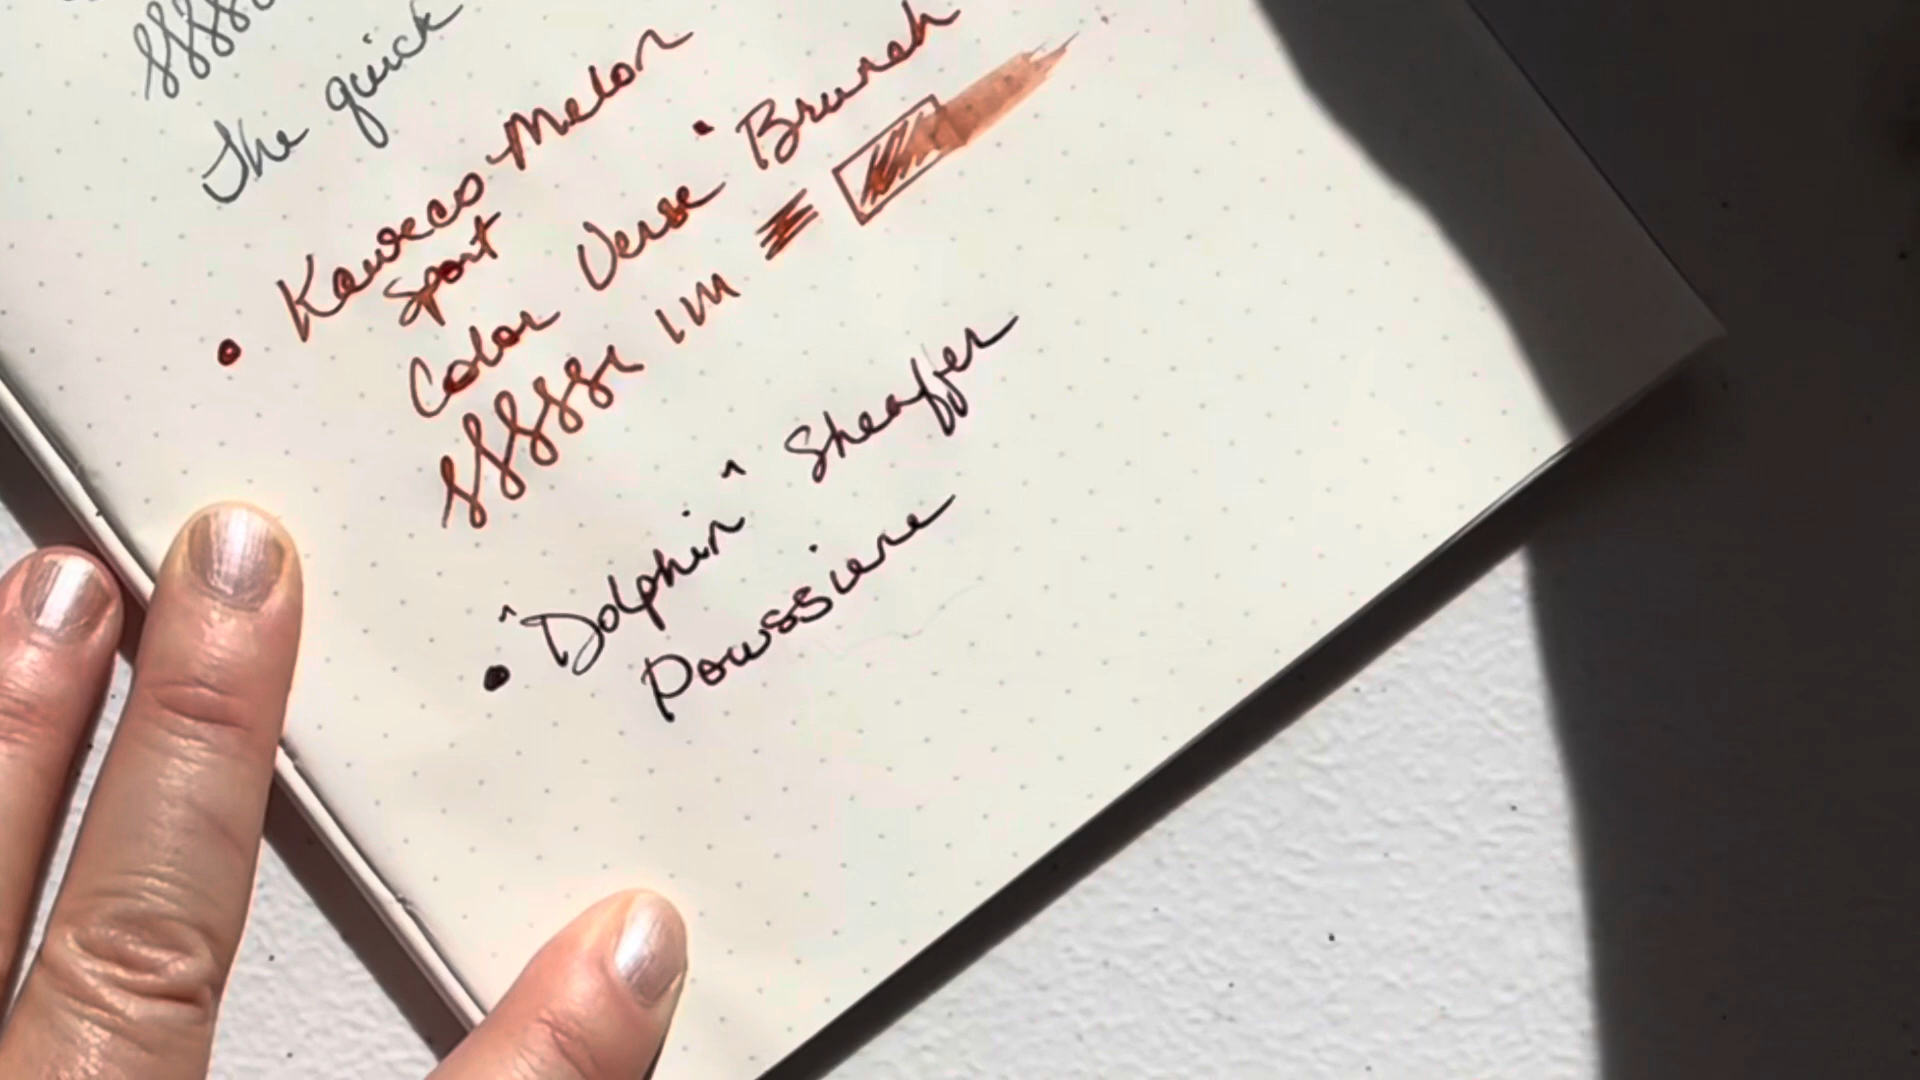 The quick
• Kaweco-Melon
Sport
Color Verse • Brunch
1M
• "Dolphin" Sheaffer
Poussiere